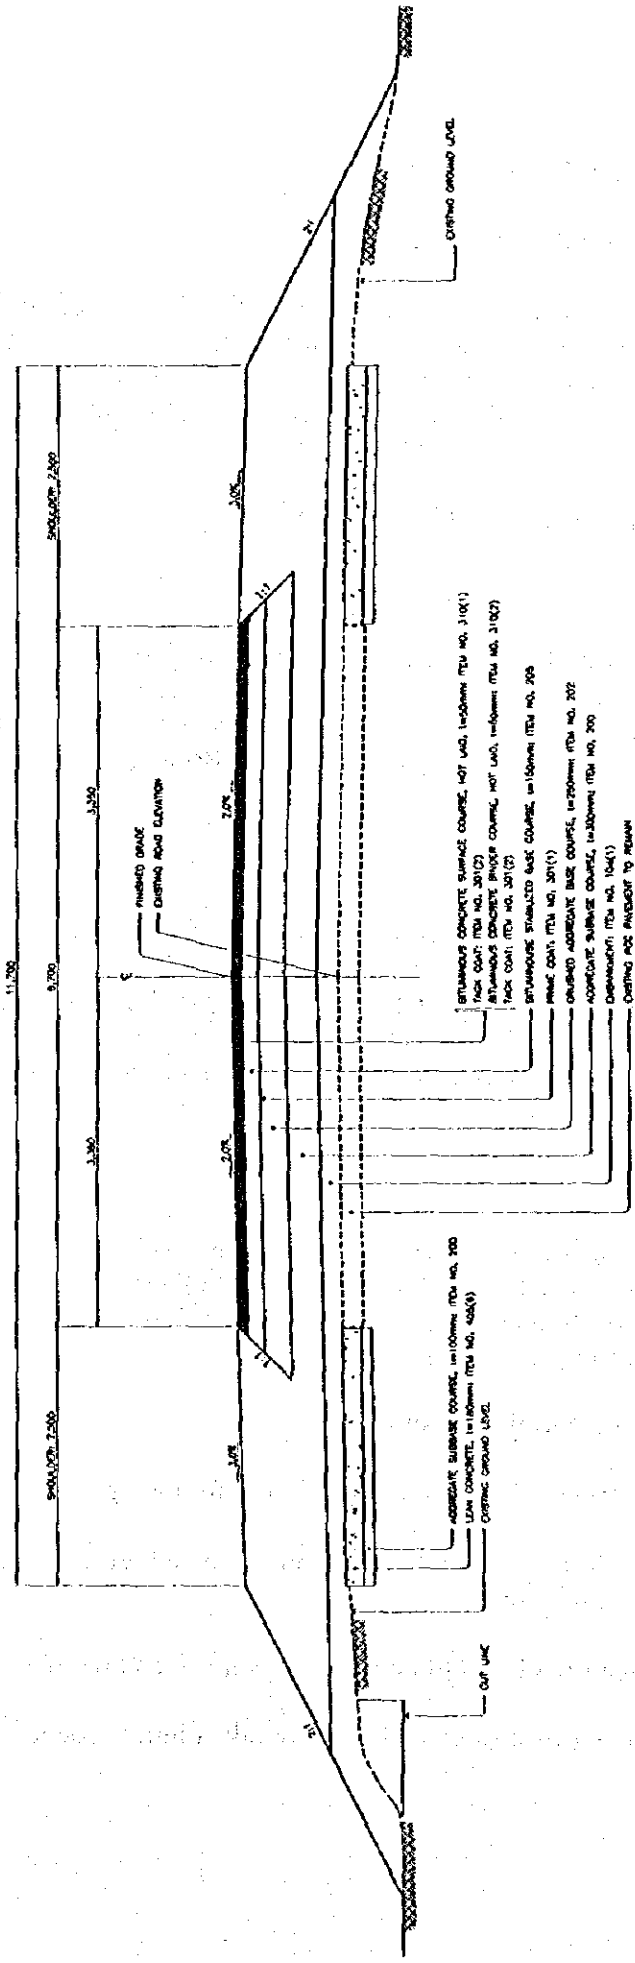 11,700
SHOULDER: 2,500
6,700
SHOULDER: 2,500
3,350
3,350
FINISHED GRADE
EXISTING ROAD ELEVATION
3.0%
2.0%
2.0%
3.0%
2:1
1:1
1:1
2:1
BITUMINOUS CONCRETE SURFACE COURSE, HOT LAID, t=50mm: ITEM NO. 310(1)
TACK COAT: ITEM NO. 301(2)
BITUMINOUS CONCRETE BINDER COURSE, HOT LAID, t=60mm: ITEM NO. 310(2)
TACK COAT: ITEM NO. 301(2)
BITUMINOUSE STABILIZED BASE COURSE, t=150mm: ITEM NO. 205
PRIME COAT: ITEM NO. 301(1)
CRUSHED AGGREGATE BASE COURSE, t=250mm: ITEM NO. 202
AGGREGATE SUBBASE COURSE, t=300mm: ITEM NO. 200
EMBANKMENT: ITEM NO. 104(1)
EXISTING PCC PAVEMENT TO REMAIN
AGGREGATE SUBBASE COURSE, t=100mm: ITEM NO. 200
LEAN CONCRETE, t=180mm: ITEM NO. 405(6)
EXISTING GROUND LEVEL
CUT LINE
EXISTING GROUND LEVEL